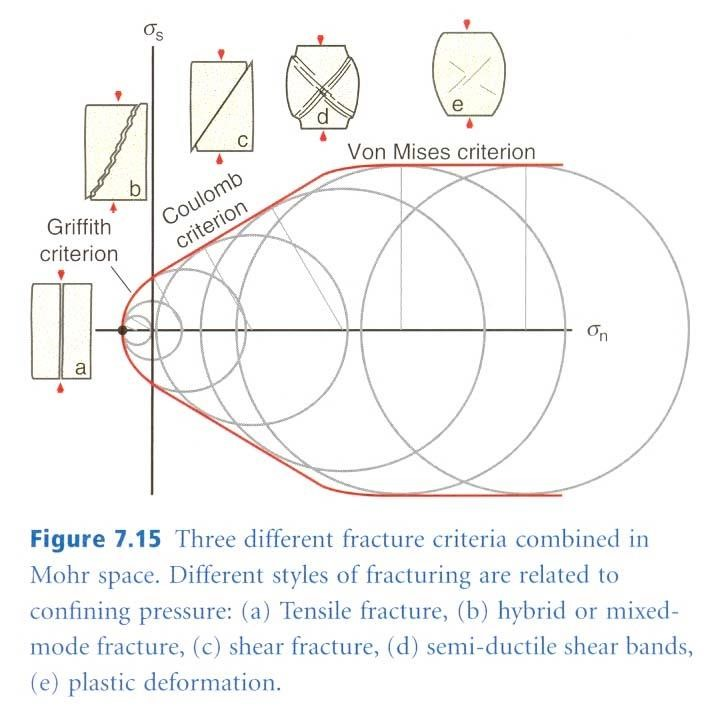 σs
d
e
c
b
Von Mises criterion
Coulomb
criterion
Griffith
criterion
σn
a
Figure 7.15 Three different fracture criteria combined in
Mohr space. Different styles of fracturing are related to
confining pressure: (a) Tensile fracture, (b) hybrid or mixed-
mode fracture, (c) shear fracture, (d) semi-ductile shear bands,
(e) plastic deformation.